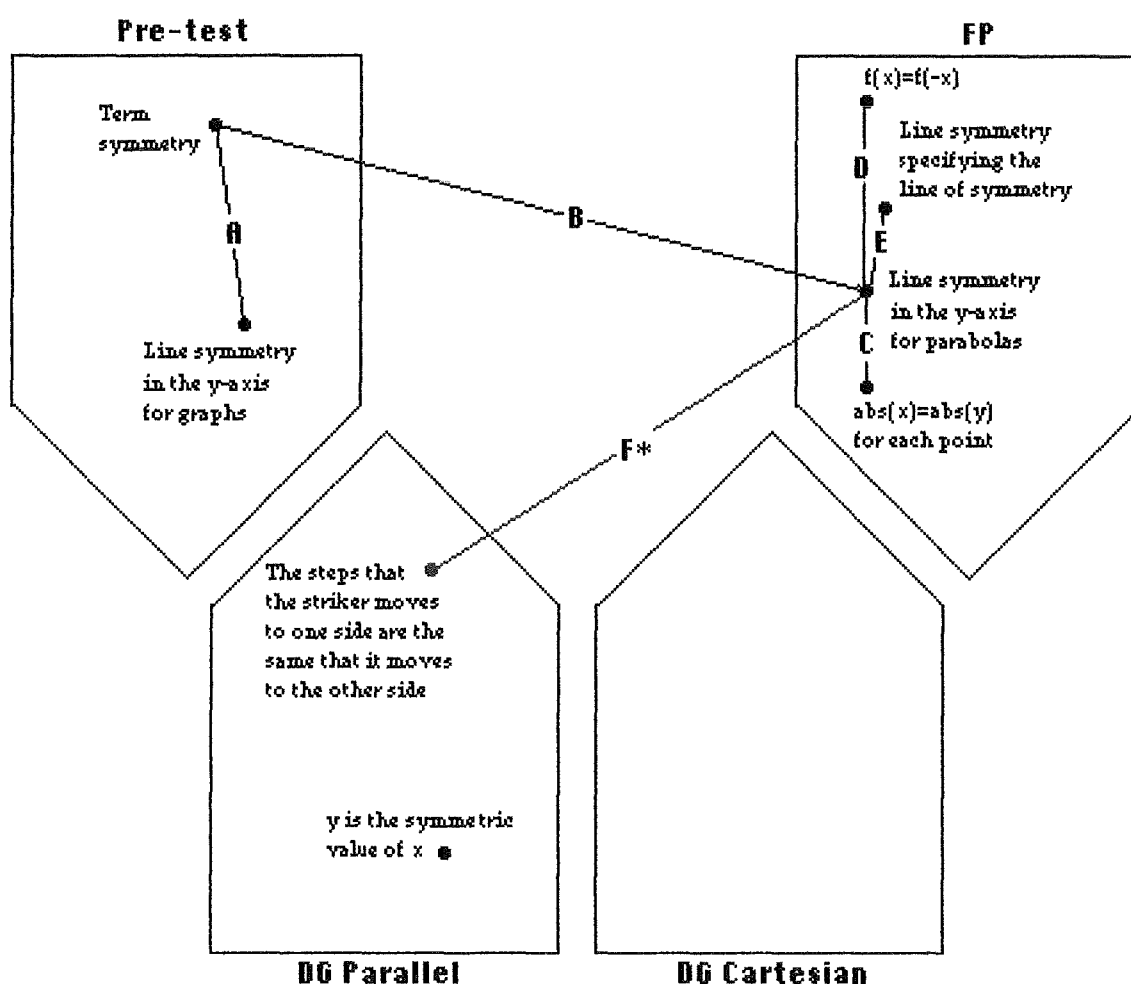 Pre-test
FP
Term
symmetry
A
Line symmetry
in the y-axis
for graphs
B
f(x)=f(-x)
Line symmetry
specifying the
line of symmetry
D
E
Line symmetry
in the y-axis
for parabolas
C
abs(x)=abs(y)
for each point
F*
The steps that
the striker moves
to one side are the
same that it moves
to the other side
y is the symmetric
value of x
DG Parallel
DG Cartesian